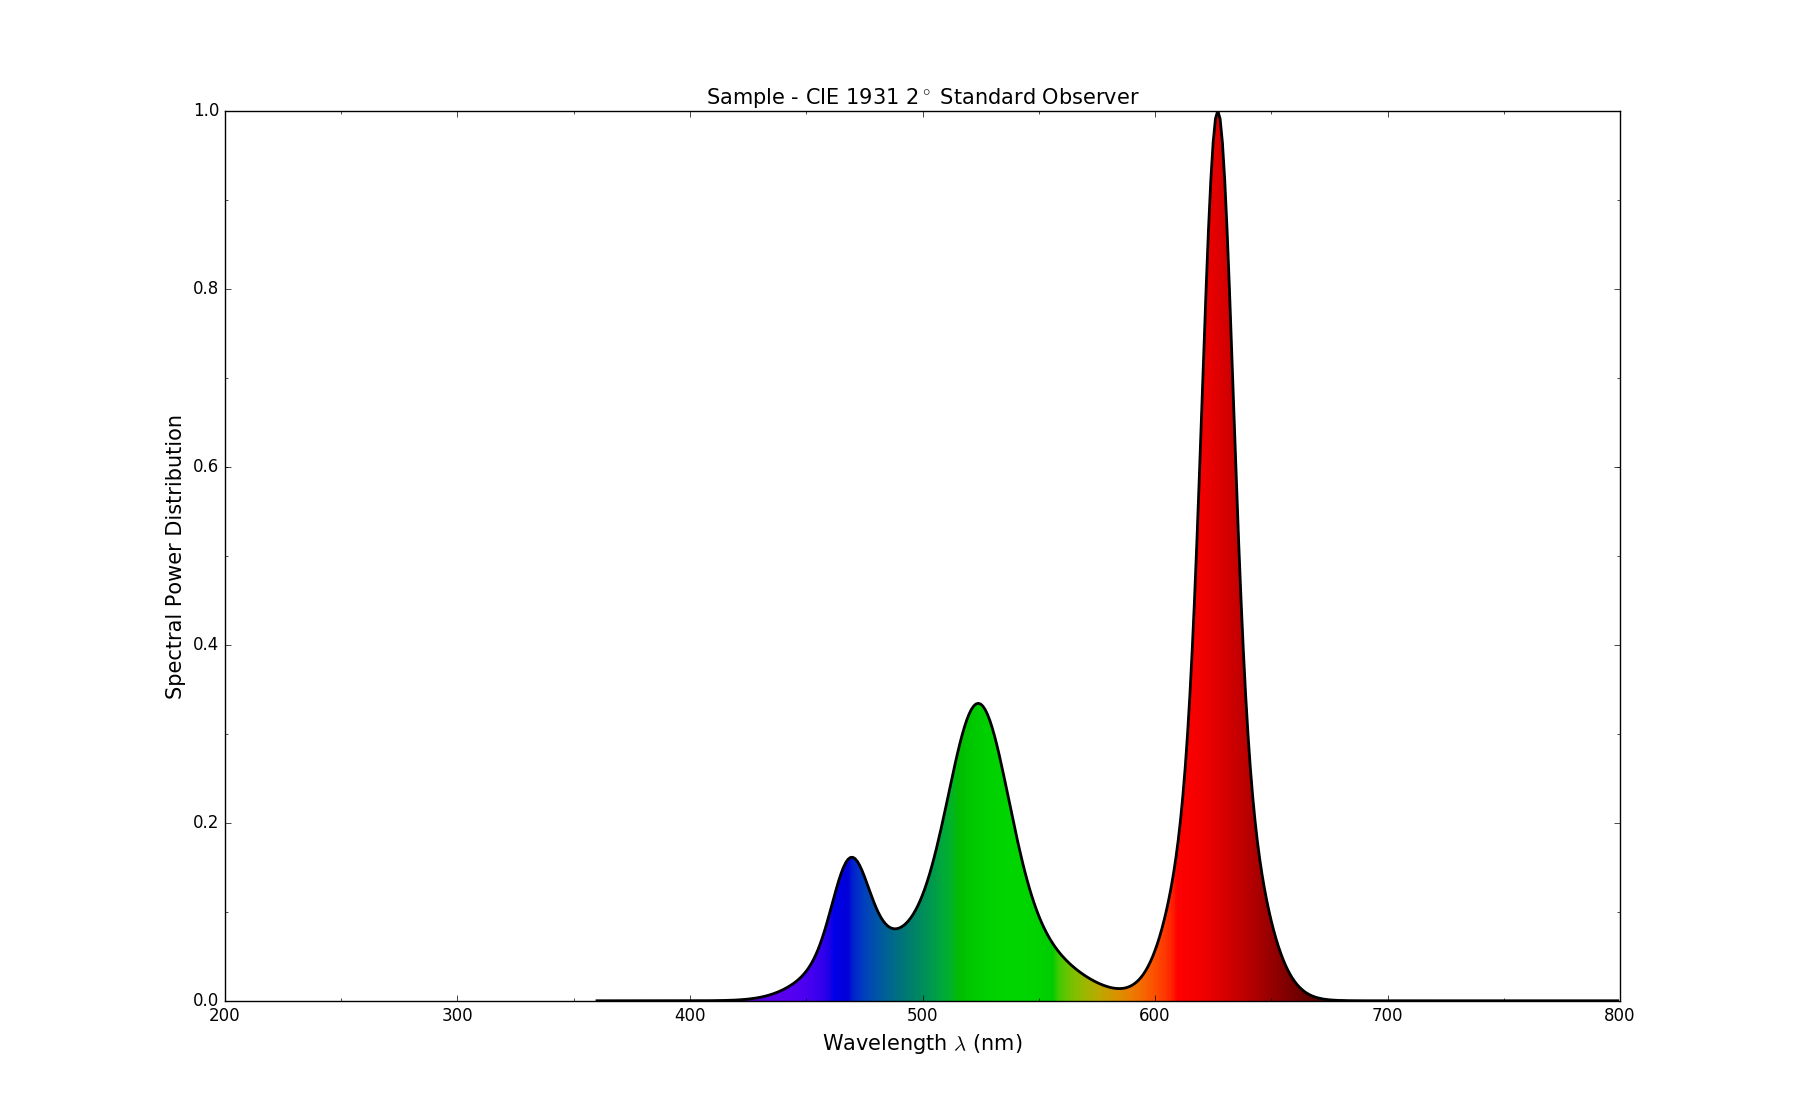 Sample - CIE 1931 2° Standard Observer
1.0
0.8
0.6
0.4
0.2
0.0
Spectral Power Distribution
200 300 400 500 600 700 800
Wavelength λ (nm)